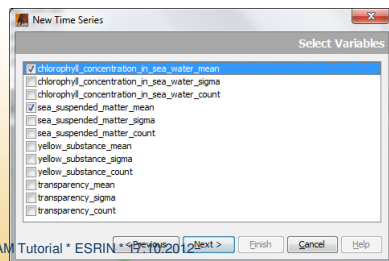 New Time Series
Select Variables
chlorophyll_concentration_in_sea_water_mean
chlorophyll_concentration_in_sea_water_sigma
chlorophyll_concentration_in_sea_water_count
sea_suspended_matter_mean
sea_suspended_matter_sigma
sea_suspended_matter_count
yellow_substance_mean
yellow_substance_sigma
yellow_substance_count
transparency_mean
transparency_sigma
transparency_count
< Previous
Next >
Finish
Cancel
Help
AM Tutorial * ESRIN * 17.10.2012